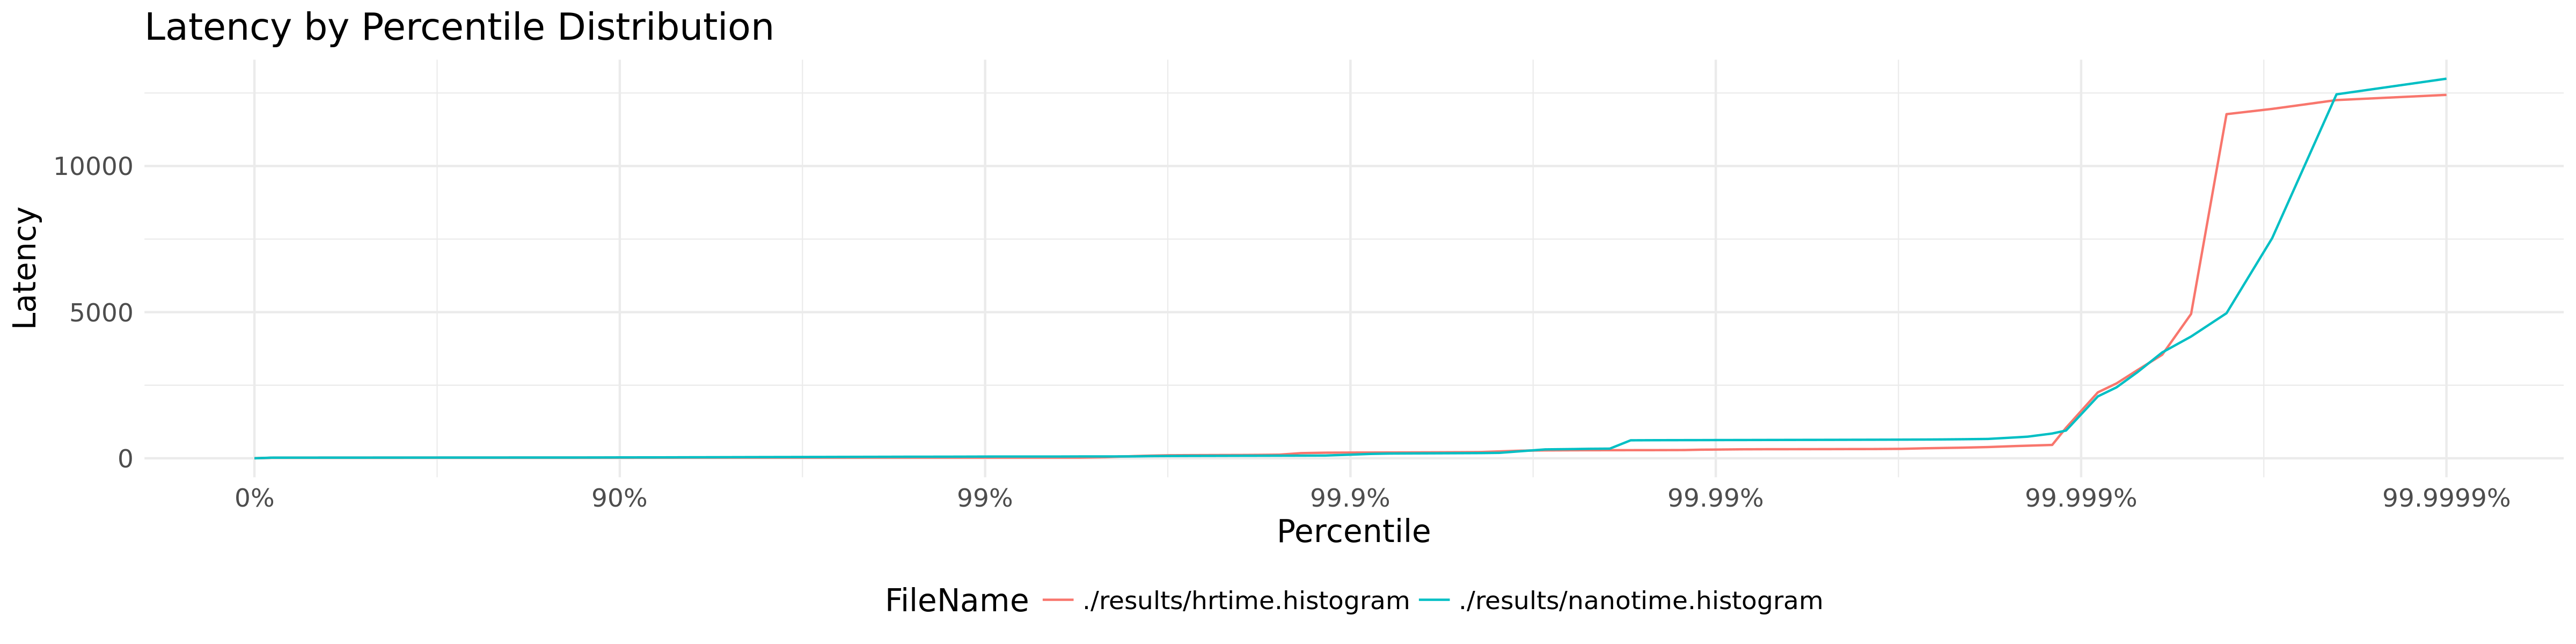 Latency by Percentile Distribution
Latency
10000
5000
0
0% 90% 99% 99.9% 99.99% 99.999% 99.9999%
Percentile
FileName ./results/hrtime.histogram ./results/nanotime.histogram